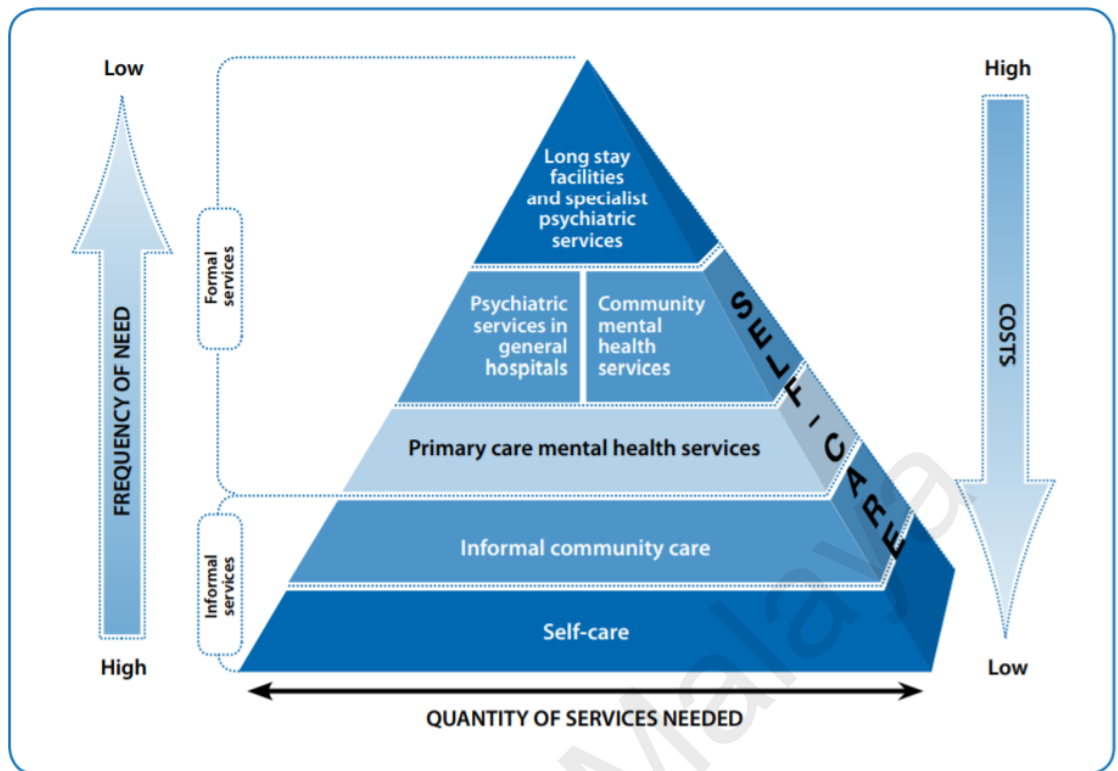 Low
High
Long stay
facilities
and specialist
psychiatric
services
Formal
services
Psychiatric
services in
general
hospitals
Community
mental
health
services
SELF-CARE
FREQUENCY OF NEED
COSTS
Primary care mental health services
Informal community care
Informal
services
Self-care
High
Low
QUANTITY OF SERVICES NEEDED
Malaya